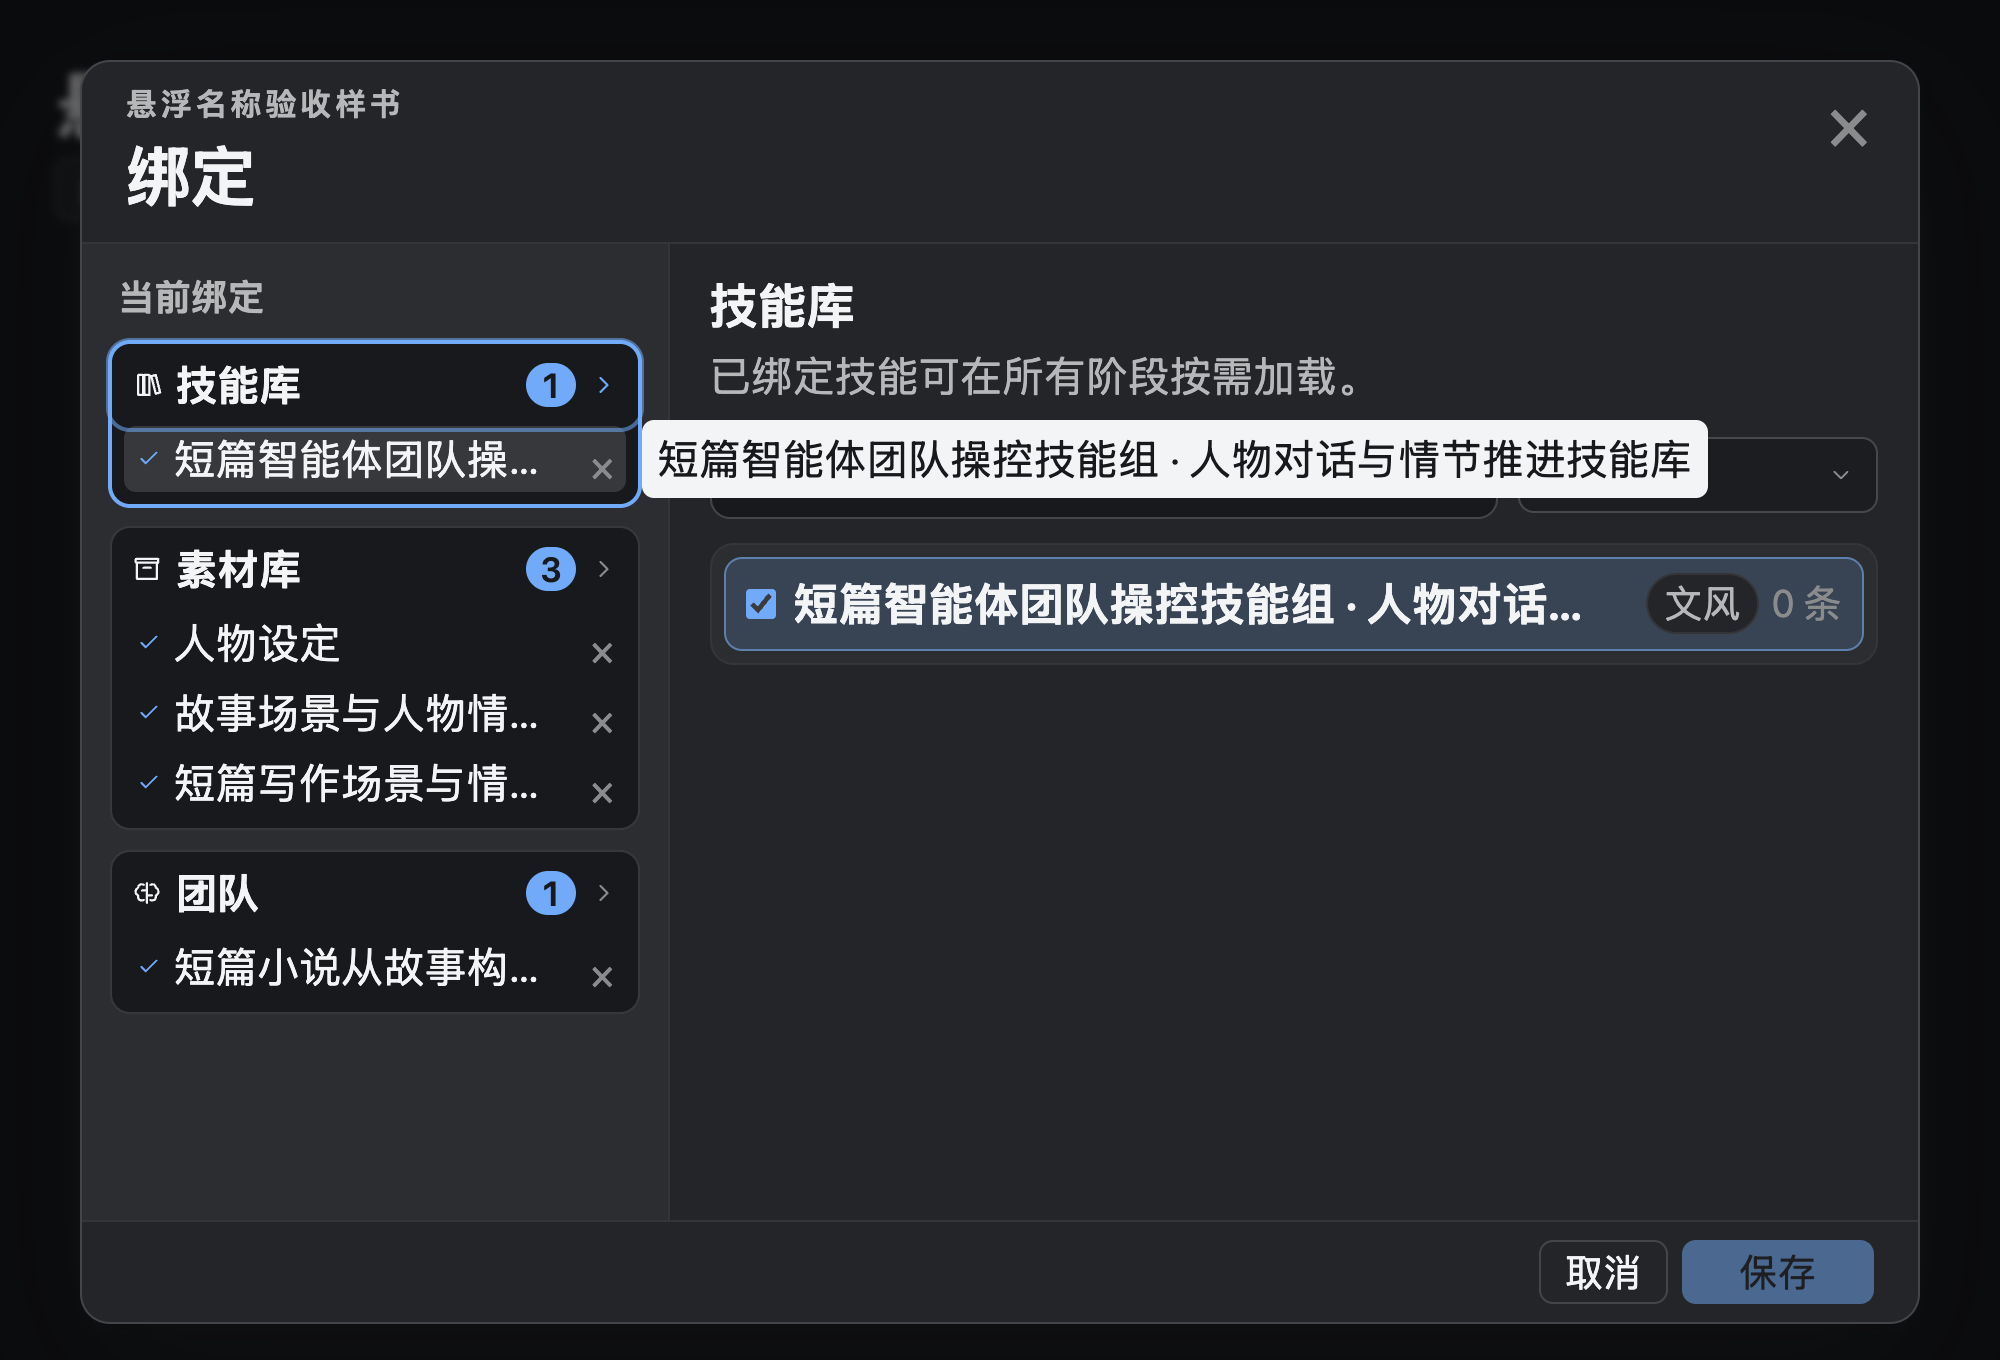 悬浮名称验收样书
绑定
当前绑定
技能库 1
短篇智能体团队操...
素材库 3
人物设定
故事场景与人物情...
短篇写作场景与情...
团队 1
短篇小说从故事构...
技能库
已绑定技能可在所有阶段按需加载。
短篇智能体团队操控技能组 · 人物对话与情节推进技能库
短篇智能体团队操控技能组 · 人物对话... 文风 0 条
取消 保存